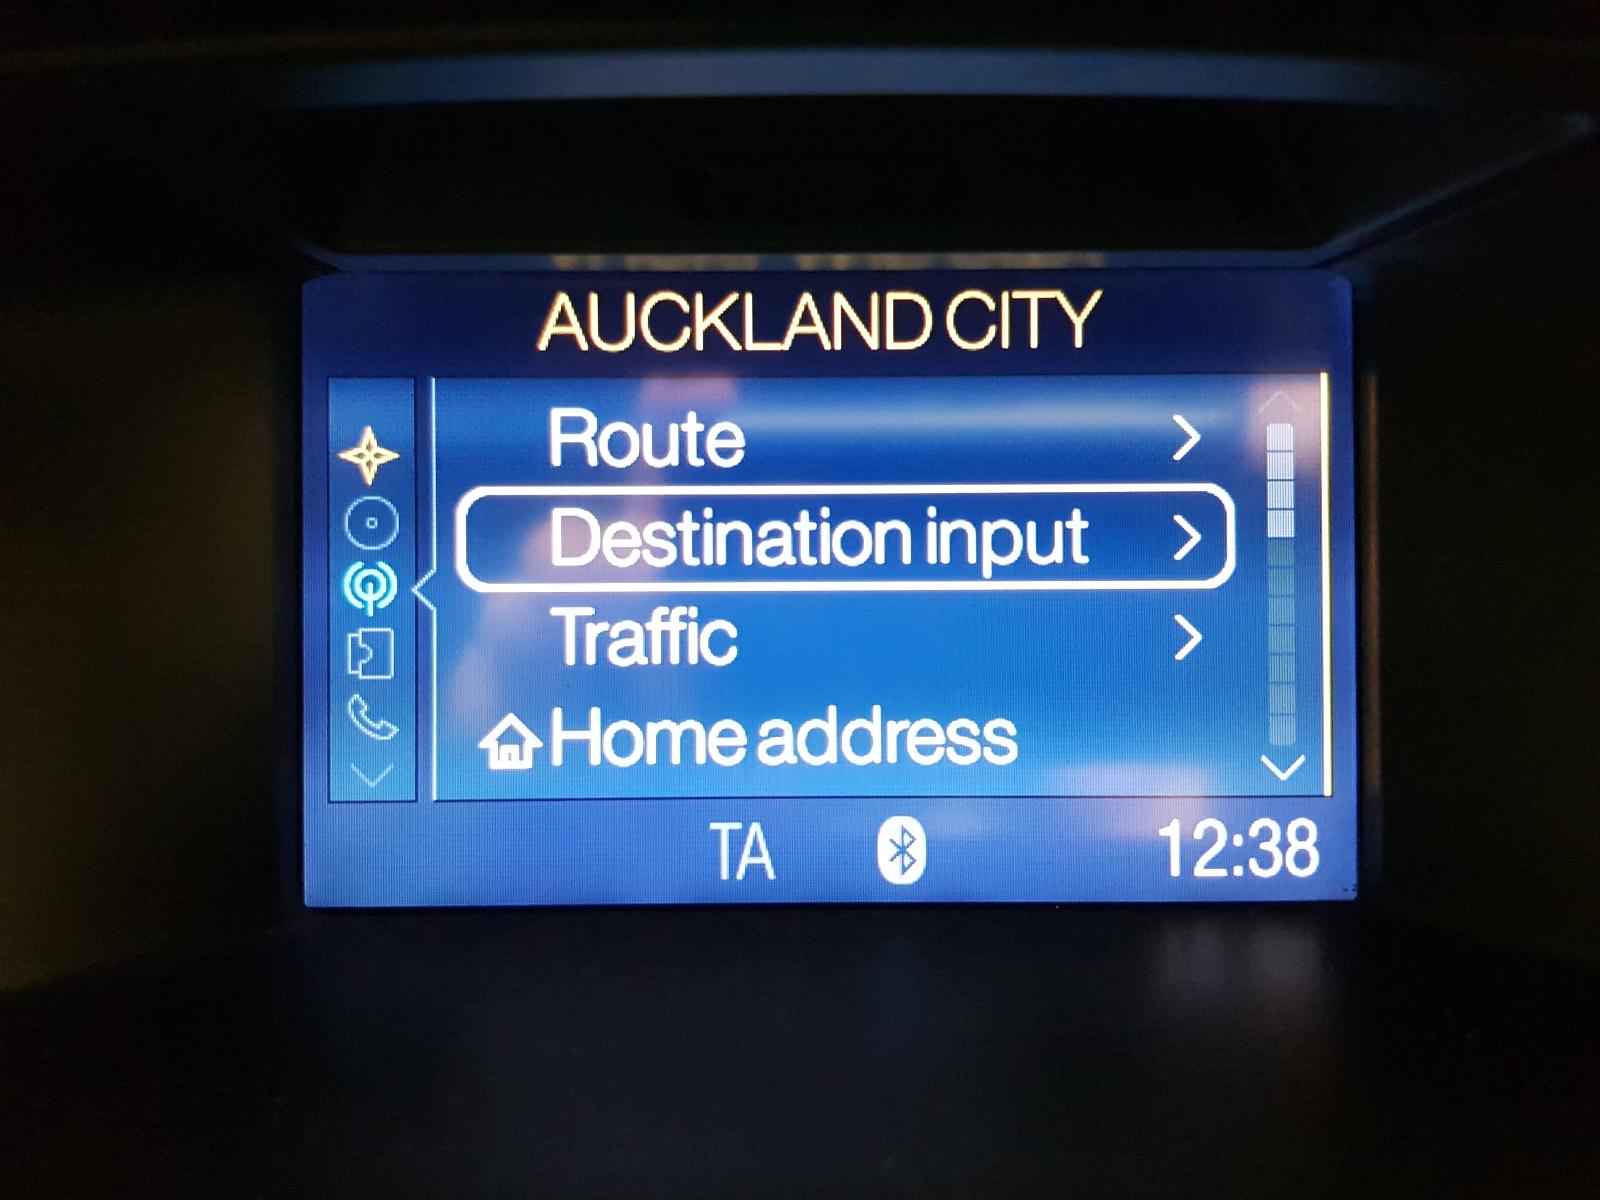 AUCKLAND CITY
Route
Destination input
Traffic
Home address
TA
12:38